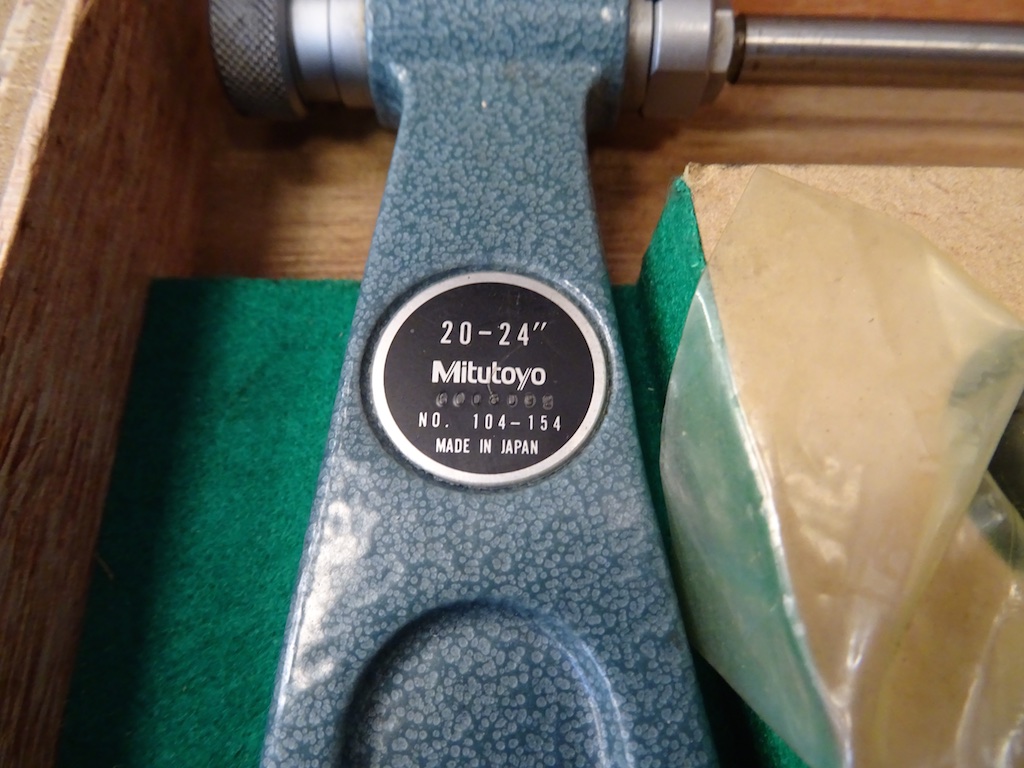 20-24"
Mitutoyo
NO. 104-154
MADE IN JAPAN